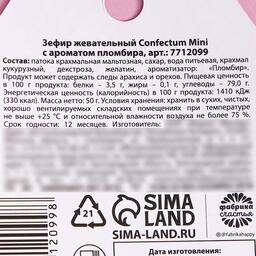 Зефир жевательный Confectum Mini
с ароматом пломбира, арт.: 7712099
Состав: патока крахмальная мальтозная, сахар, вода питьевая, крахмал
кукурузный, декстроза, желатин, ароматизатор: «Пломбир».
Продукт может содержать следы арахиса и орехов. Пищевая ценность
в 100 г продукта: белки – 3,5 г, жиры – 0,1 г, углеводы – 79,0 г.
Энергетическая ценность (калорийность) в 100 г продукта: 1410 кДж
(330 ккал). Масса: 50 г. Условия хранения: хранить в сухих, чистых,
хорошо вентилируемых складских помещениях при температуре
не выше +25 °С и относительной влажности воздуха не более 75 %.
Срок годности: 12 месяцев. Изготовитель:
120998
21
SIMA
LAND
SIMA-LAND.RU
фабрика
счастья
@fabrikahappy
Дата изготовления: